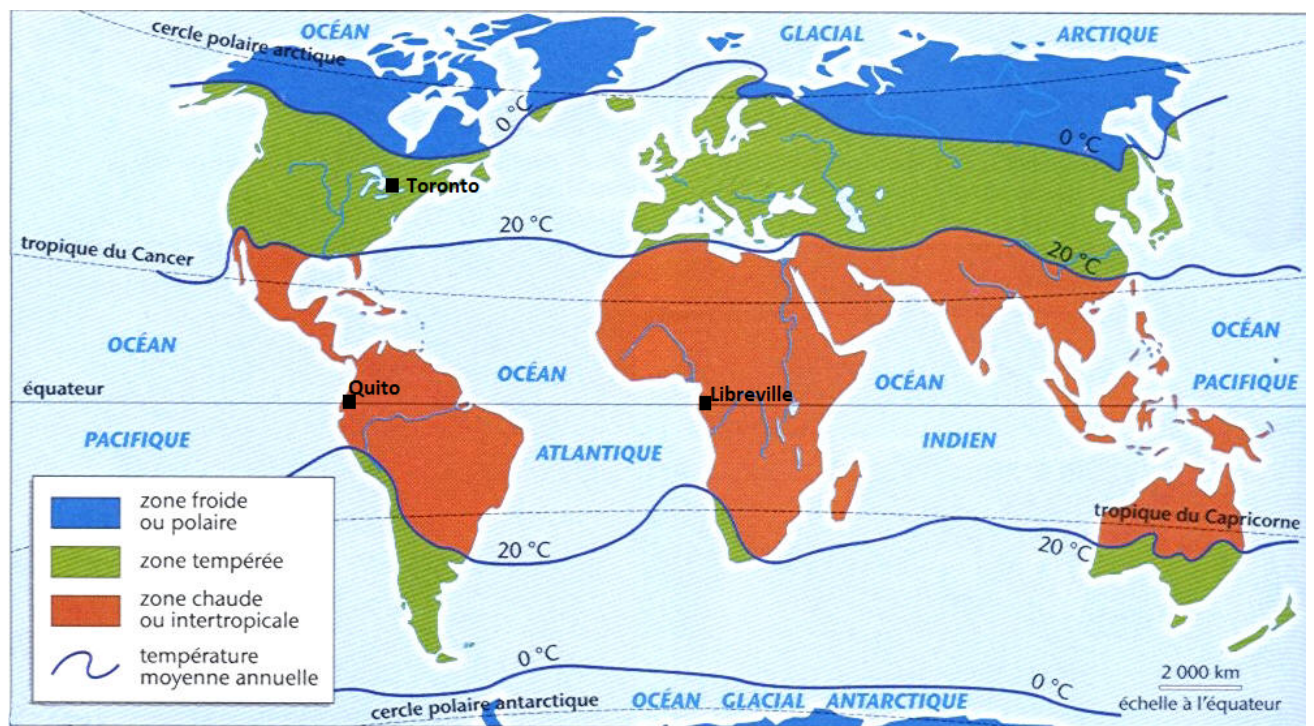 OCÉAN
GLACIAL
ARCTIQUE
cercle polaire arctique
0 °C
0 °C
Toronto
20 °C
tropique du Cancer
20 °C
OCÉAN
OCÉAN
OCÉAN
OCÉAN
équateur
Quito
Libreville
PACIFIQUE
PACIFIQUE
ATLANTIQUE
INDIEN
zone froide
ou polaire
zone tempérée
zone chaude
ou intertropicale
température
moyenne annuelle
tropique du Capricorne
20 °C
20 °C
0 °C
0 °C
2 000 km
échelle à l'équateur
cercle polaire antarctique
OCÉAN GLACIAL ANTARCTIQUE